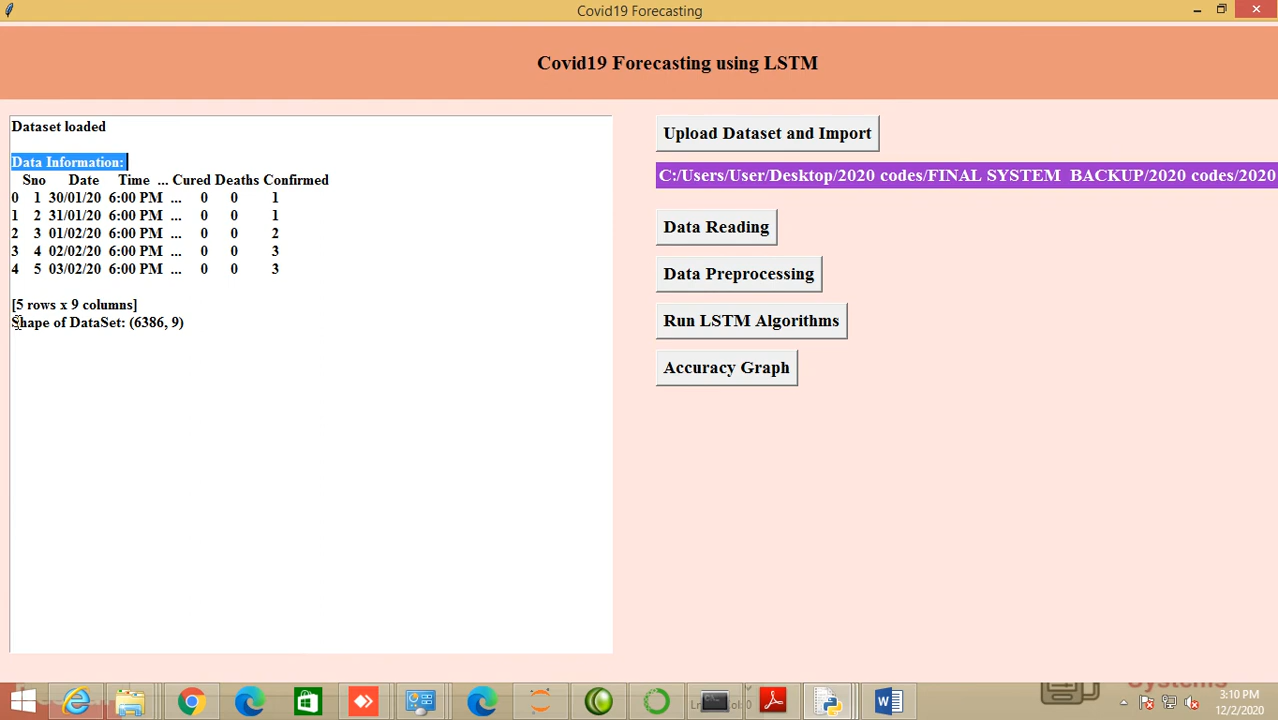 Covid19 Forecasting
Covid19 Forecasting using LSTM
Dataset loaded
Data Information:
Sno Date Time ... Cured Deaths Confirmed
0 1 30/01/20 6:00 PM ... 0 0 1
1 2 31/01/20 6:00 PM ... 0 0 1
2 3 01/02/20 6:00 PM ... 0 0 2
3 4 02/02/20 6:00 PM ... 0 0 3
4 5 03/02/20 6:00 PM ... 0 0 3
[5 rows x 9 columns]
Shape of DataSet: (6386, 9)
Upload Dataset and Import
C:/Users/User/Desktop/2020 codes/FINAL SYSTEM BACKUP/2020 codes/2020
Data Reading
Data Preprocessing
Run LSTM Algorithms
Accuracy Graph
Systems
3:10 PM
12/2/2020